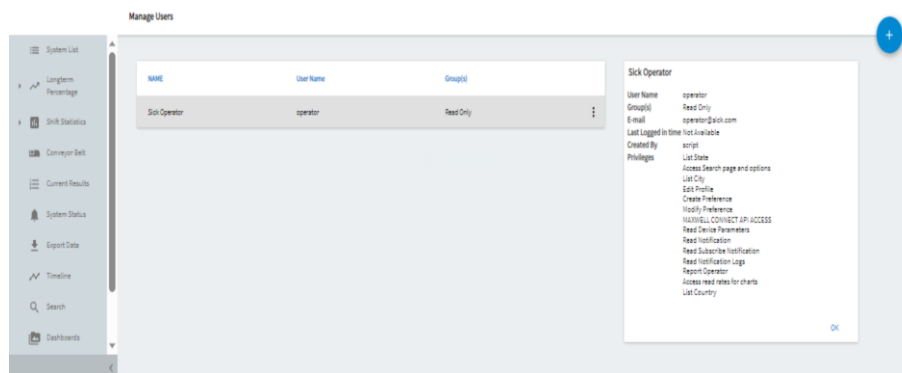 Manage Users
+
System List
Longterm
Percentage
Shift Statistics
Conveyor Belt
Current Results
System Status
Export Data
Timeline
Search
Dashboards
NAME User Name Group(s)
Sick Operator operator Read Only
Sick Operator
User Name operator
Group(s) Read Only
E-mail operator@sick.com
Last Logged in time Not Available
Created By script
Privileges List State
Access Search page and options
List City
Edit Profile
Create Preference
Modify Preference
MAXWELL CONNECT API ACCESS
Read Device Parameters
Read Notification
Read Subscribe Notification
Read Notification Logs
Report Operator
Access read rates for charts
List Country
OK